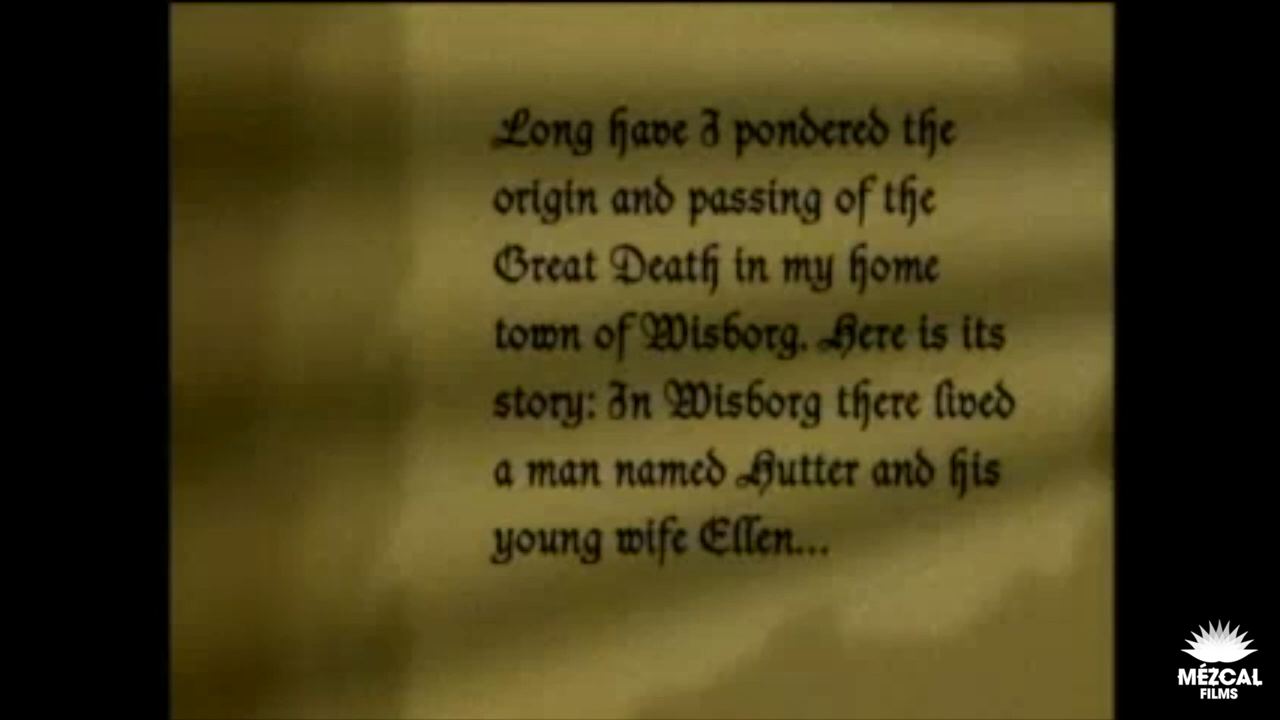 Long have I pondered the
origin and passing of the
Great Death in my home
town of Wisborg. Here is its
story: In Wisborg there lived
a man named Hutter and his
young wife Ellen...
MÉZCAL
FILMS